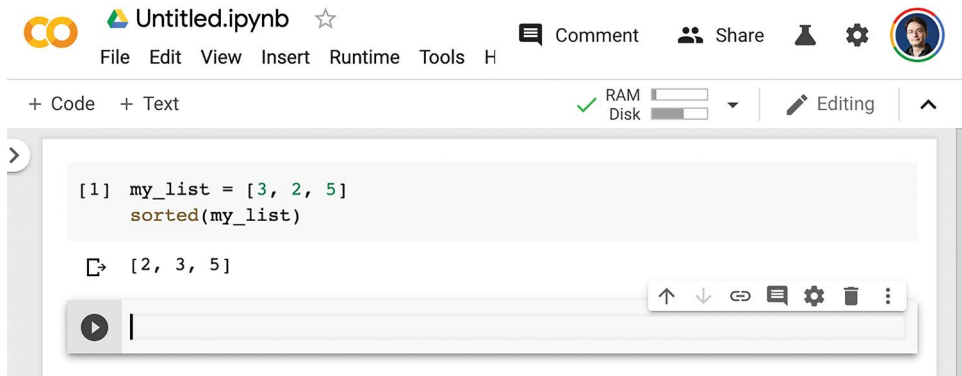 Untitled.ipynb
Comment Share
File Edit View Insert Runtime Tools H
+ Code + Text
RAM
Disk
Editing
[1] my_list = [3, 2, 5]
sorted(my_list)
[2, 3, 5]